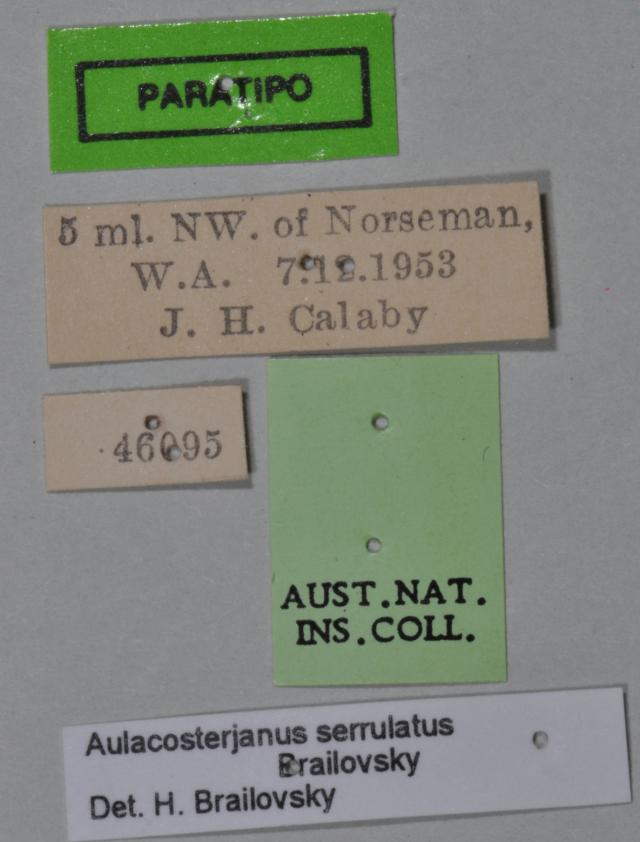 PARATIPO
5 ml. NW. of Norseman,
W.A. 7.12.1953
J. H. Calaby
46095
AUST.NAT.
INS.COLL.
Aulacosterjanus serrulatus
Brailovsky
Det. H. Brailovsky